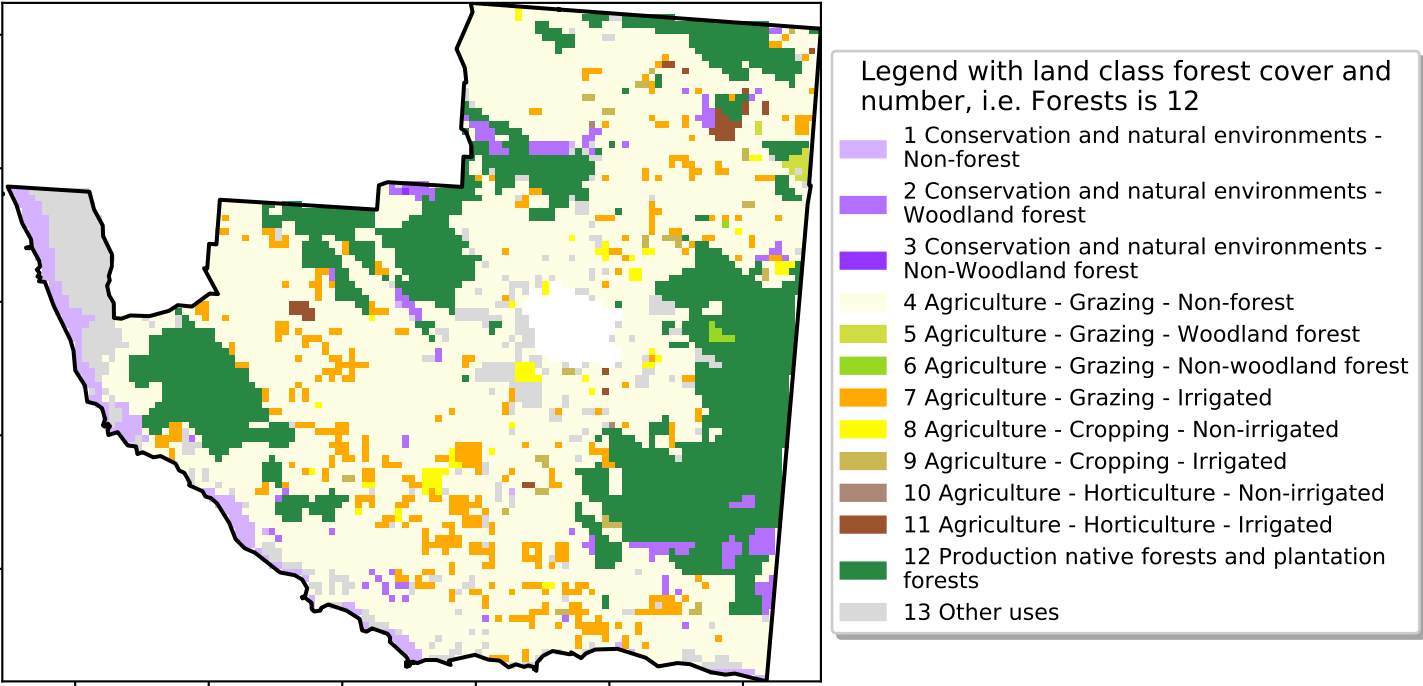 Legend with land class forest cover and
number, i.e. Forests is 12
1 Conservation and natural environments -
Non-forest
2 Conservation and natural environments -
Woodland forest
3 Conservation and natural environments -
Non-Woodland forest
4 Agriculture - Grazing - Non-forest
5 Agriculture - Grazing - Woodland forest
6 Agriculture - Grazing - Non-woodland forest
7 Agriculture - Grazing - Irrigated
8 Agriculture - Cropping - Non-irrigated
9 Agriculture - Cropping - Irrigated
10 Agriculture - Horticulture - Non-irrigated
11 Agriculture - Horticulture - Irrigated
12 Production native forests and plantation
forests
13 Other uses